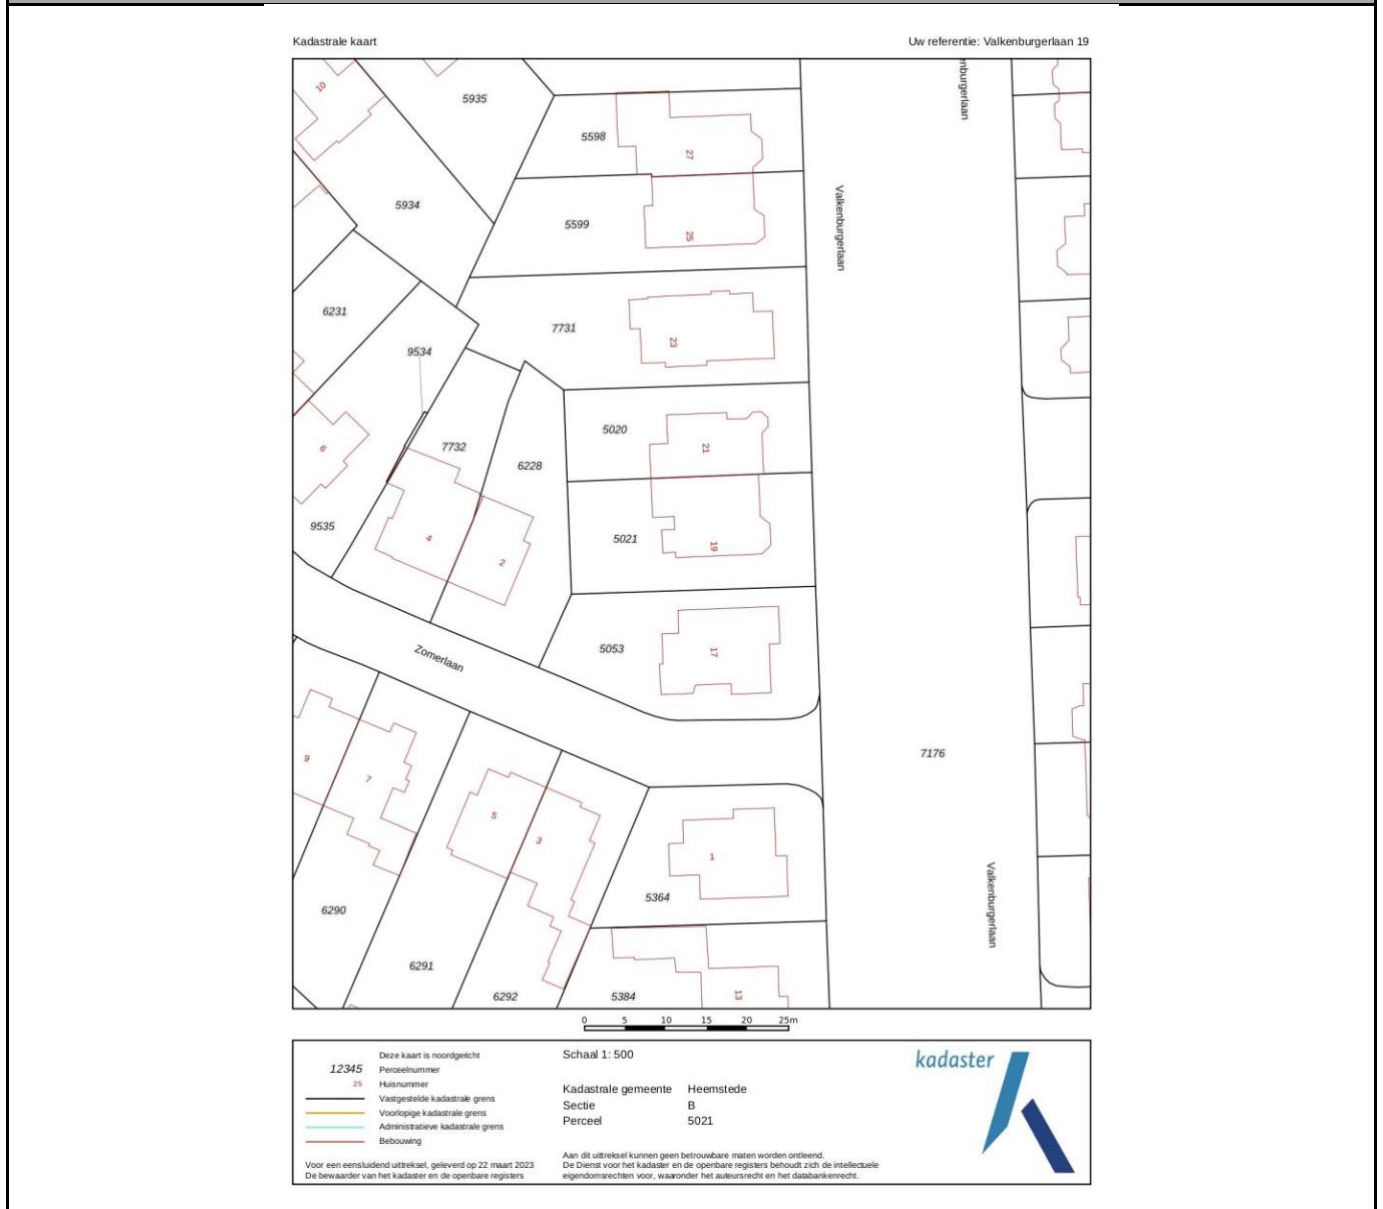 Kadastrale kaart
Uw referentie: Valkenburgerlaan 19
10
5935
5598
27
nburgerlaan
Valkenburgerlaan
5934
5599
25
6231
7731
23
9534
5020
21
7732
6228
6
9535
4
2
5021
19
5053
17
Zomerlaan
7176
9
7
5
3
1
5364
Valkenburgerlaan
6290
6291
6292
5384
13
0 5 10 15 20 25m
Deze kaart is noordgericht
12345 Perceelnummer
25 Huisnummer
Vastgestelde kadastrale grens
Voorlopige kadastrale grens
Administratieve kadastrale grens
Bebouwing
Voor een eensluidend uittreksel, geleverd op 22 maart 2023
De bewaarder van het kadaster en de openbare registers
Schaal 1: 500
Kadastrale gemeente Heemstede
Sectie B
Perceel 5021
Aan dit uittreksel kunnen geen betrouwbare maten worden ontleend.
De Dienst voor het kadaster en de openbare registers behoudt zich de intellectuele
eigendomsrechten voor, waaronder het auteursrecht en het databankenrecht.
kadaster